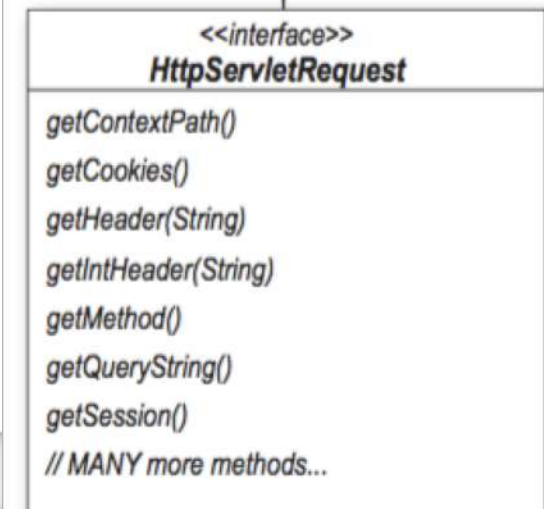 <<interface>>
HttpServletRequest
getContextPath()
getCookies()
getHeader(String)
getIntHeader(String)
getMethod()
getQueryString()
getSession()
// MANY more methods...